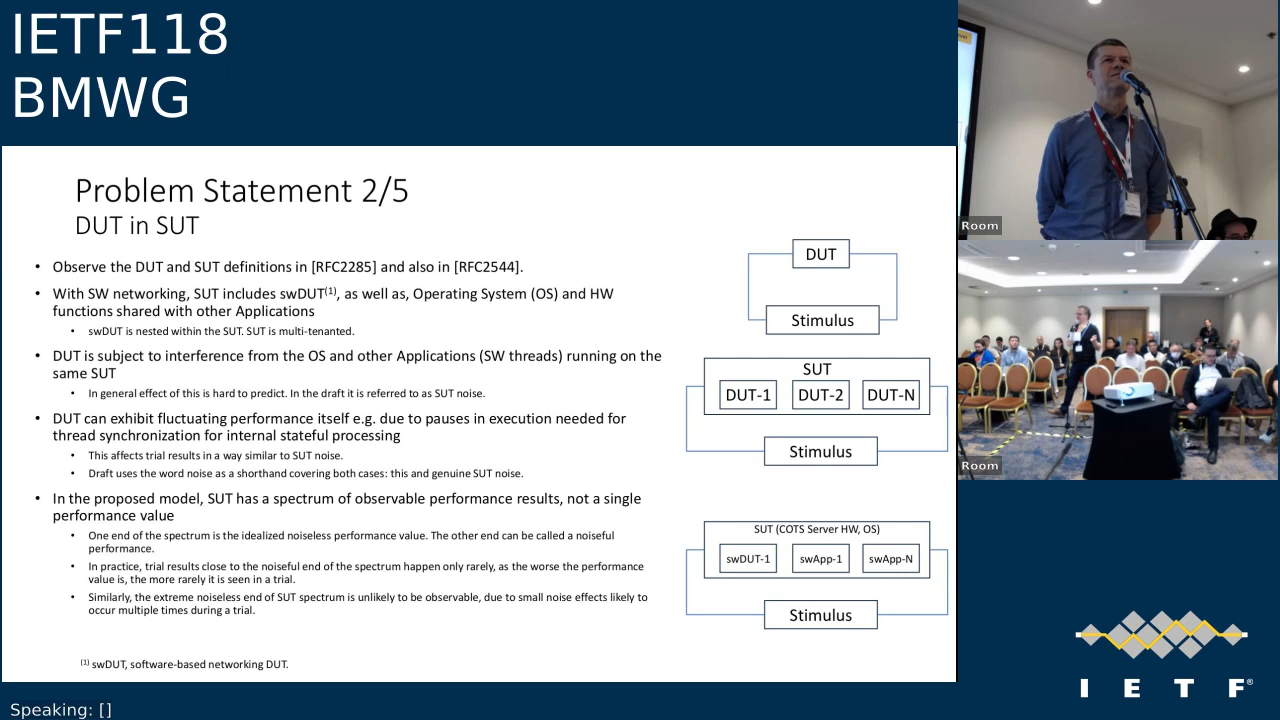 IETF118
BMWG
Problem Statement 2/5
DUT in SUT
• Observe the DUT and SUT definitions in [RFC2285] and also in [RFC2544].
• With SW networking, SUT includes swDUT(1), as well as, Operating System (OS) and HW
functions shared with other Applications
• swDUT is nested within the SUT. SUT is multi-tenanted.
• DUT is subject to interference from the OS and other Applications (SW threads) running on the
same SUT
• In general effect of this is hard to predict. In the draft it is referred to as SUT noise.
• DUT can exhibit fluctuating performance itself e.g. due to pauses in execution needed for
thread synchronization for internal stateful processing
• This affects trial results in a way similar to SUT noise.
• Draft uses the word noise as a shorthand covering both cases: this and genuine SUT noise.
• In the proposed model, SUT has a spectrum of observable performance results, not a single
performance value
• One end of the spectrum is the idealized noiseless performance value. The other end can be called a noiseful
performance.
• In practice, trial results close to the noiseful end of the spectrum happen only rarely, as the worse the performance
value is, the more rarely it is seen in a trial.
• Similarly, the extreme noiseless end of SUT spectrum is unlikely to be observable, due to small noise effects likely to
occur multiple times during a trial.
(1) swDUT, software-based networking DUT.
DUT
Stimulus
SUT
DUT-1 DUT-2 DUT-N
Stimulus
SUT (COTS Server HW, OS)
swDUT-1 swApp-1 swApp-N
Stimulus
Room
Room
I E T F®
Speaking: []